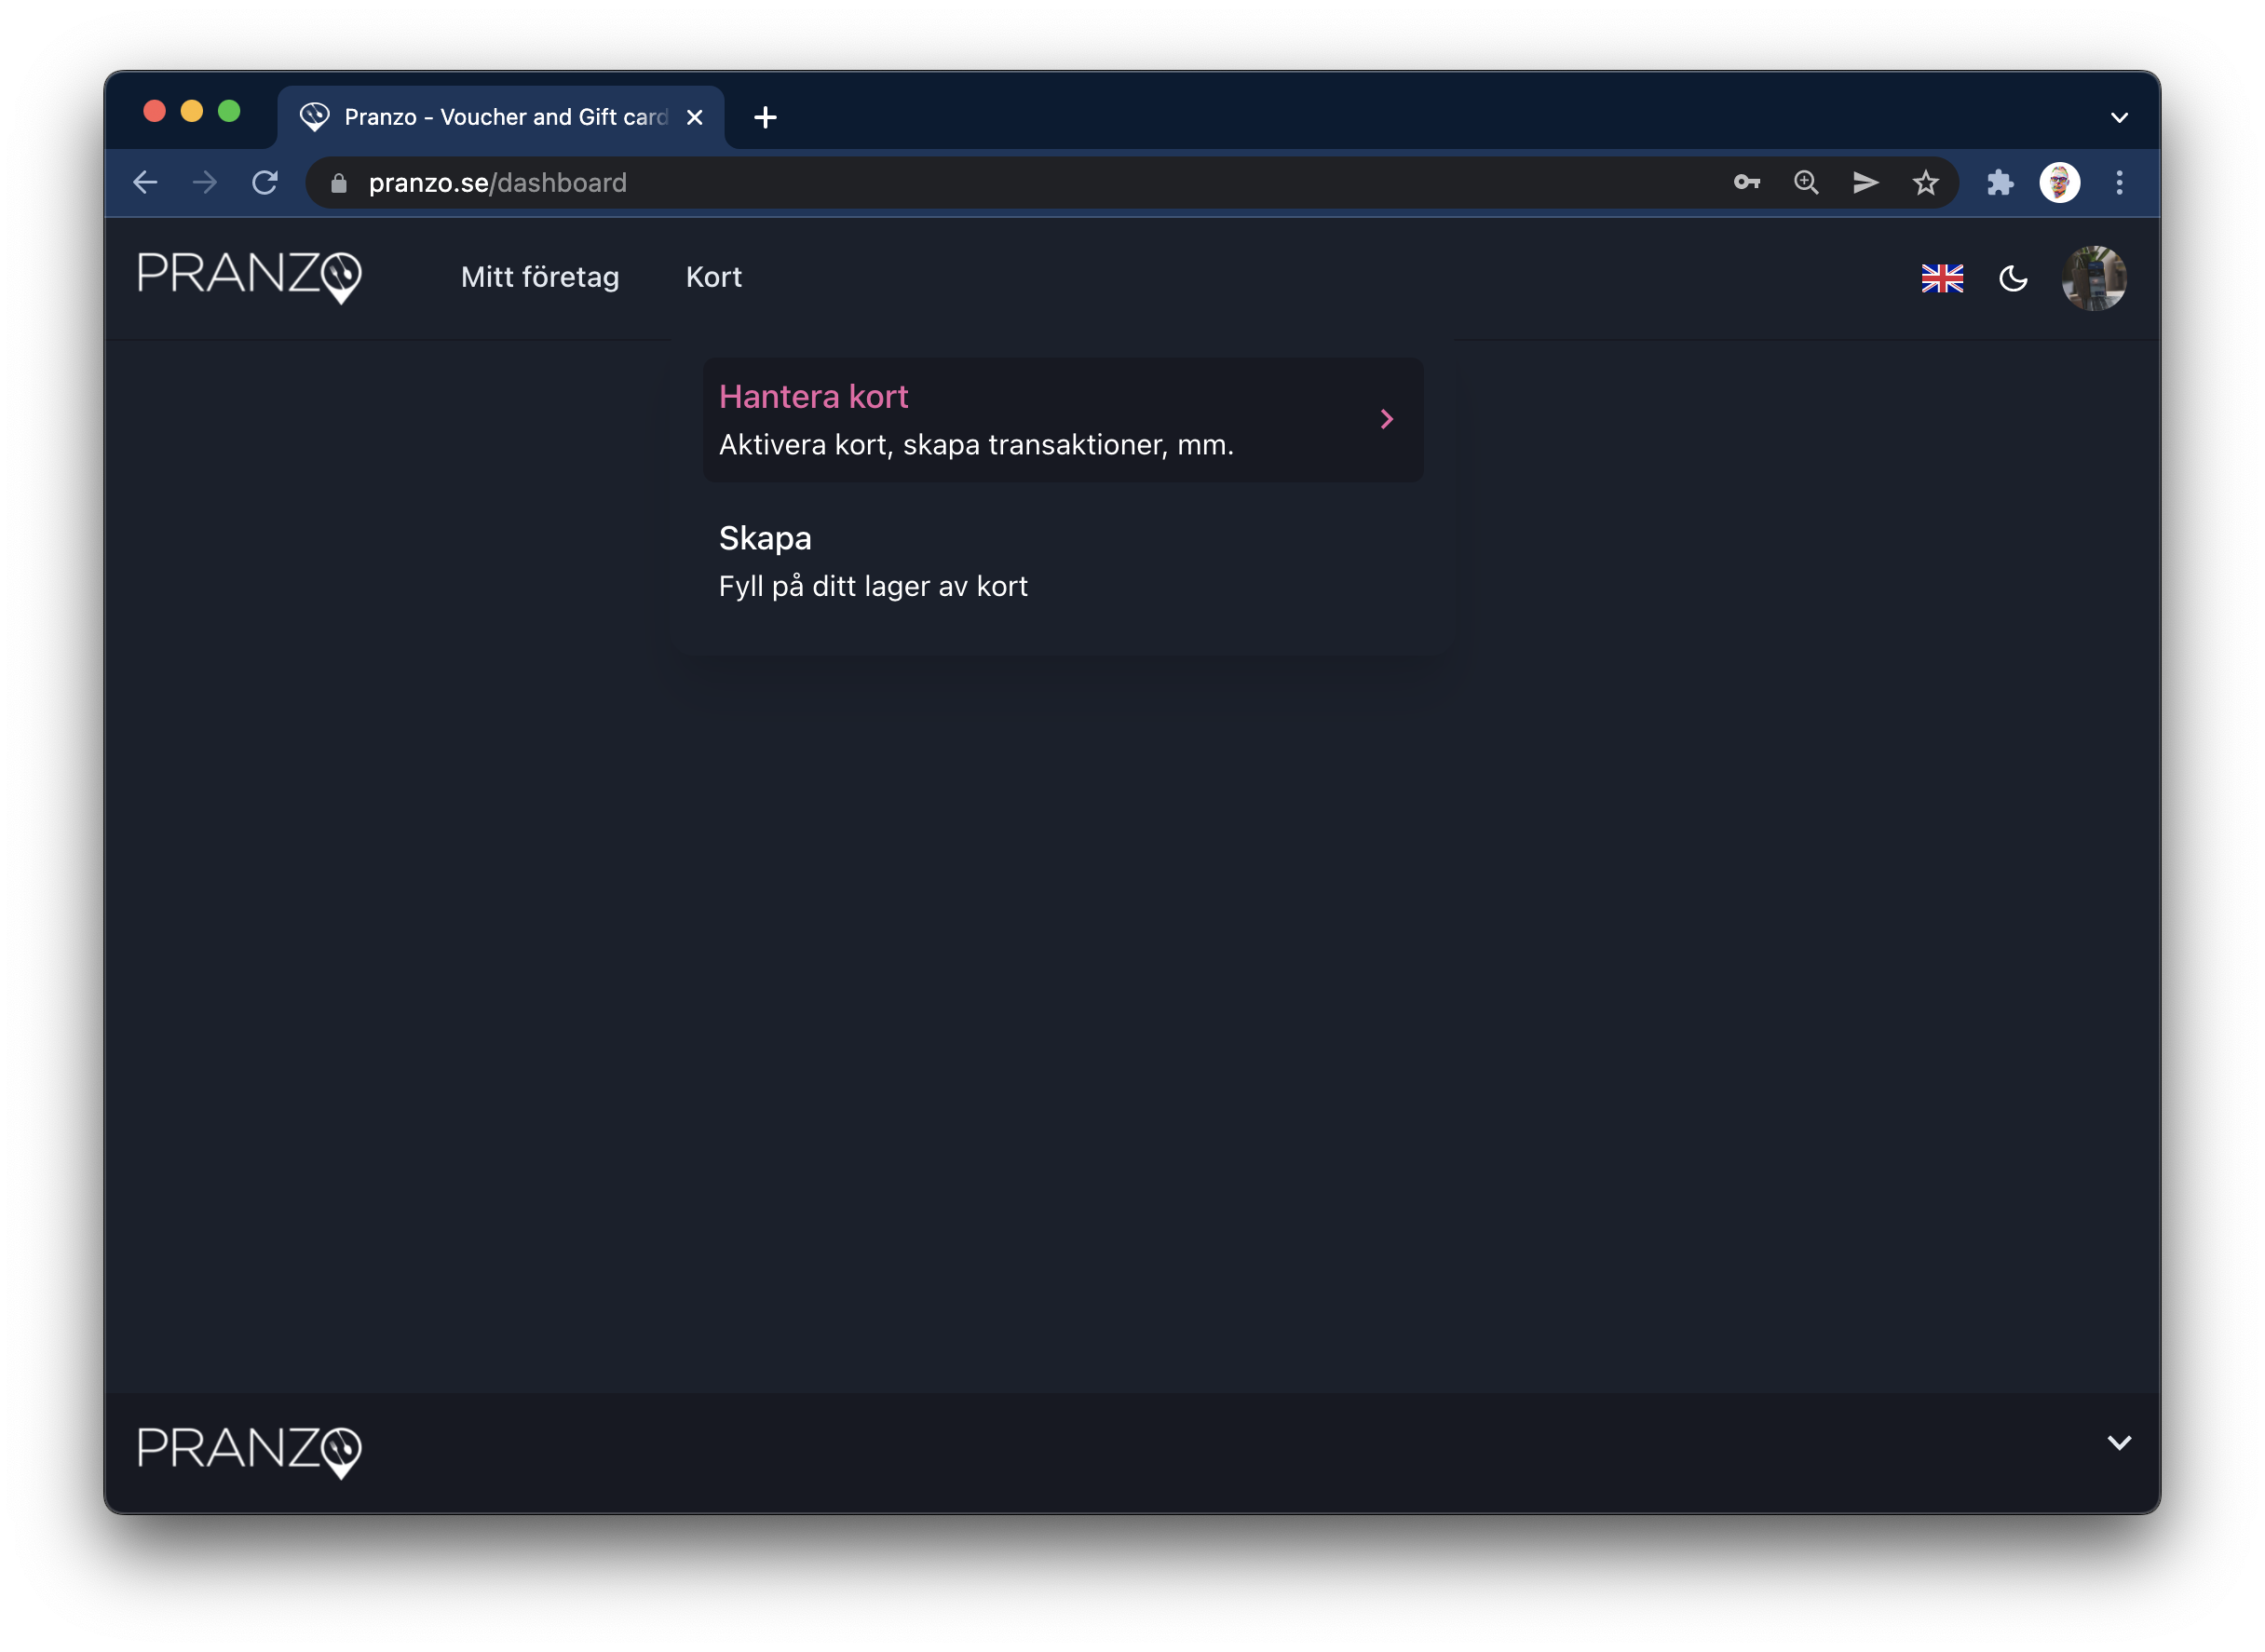 Pranzo - Voucher and Gift card
pranzo.se/dashboard
PRANZO
Mitt företag
Kort
Hantera kort
Aktivera kort, skapa transaktioner, mm.
Skapa
Fyll på ditt lager av kort
PRANZO